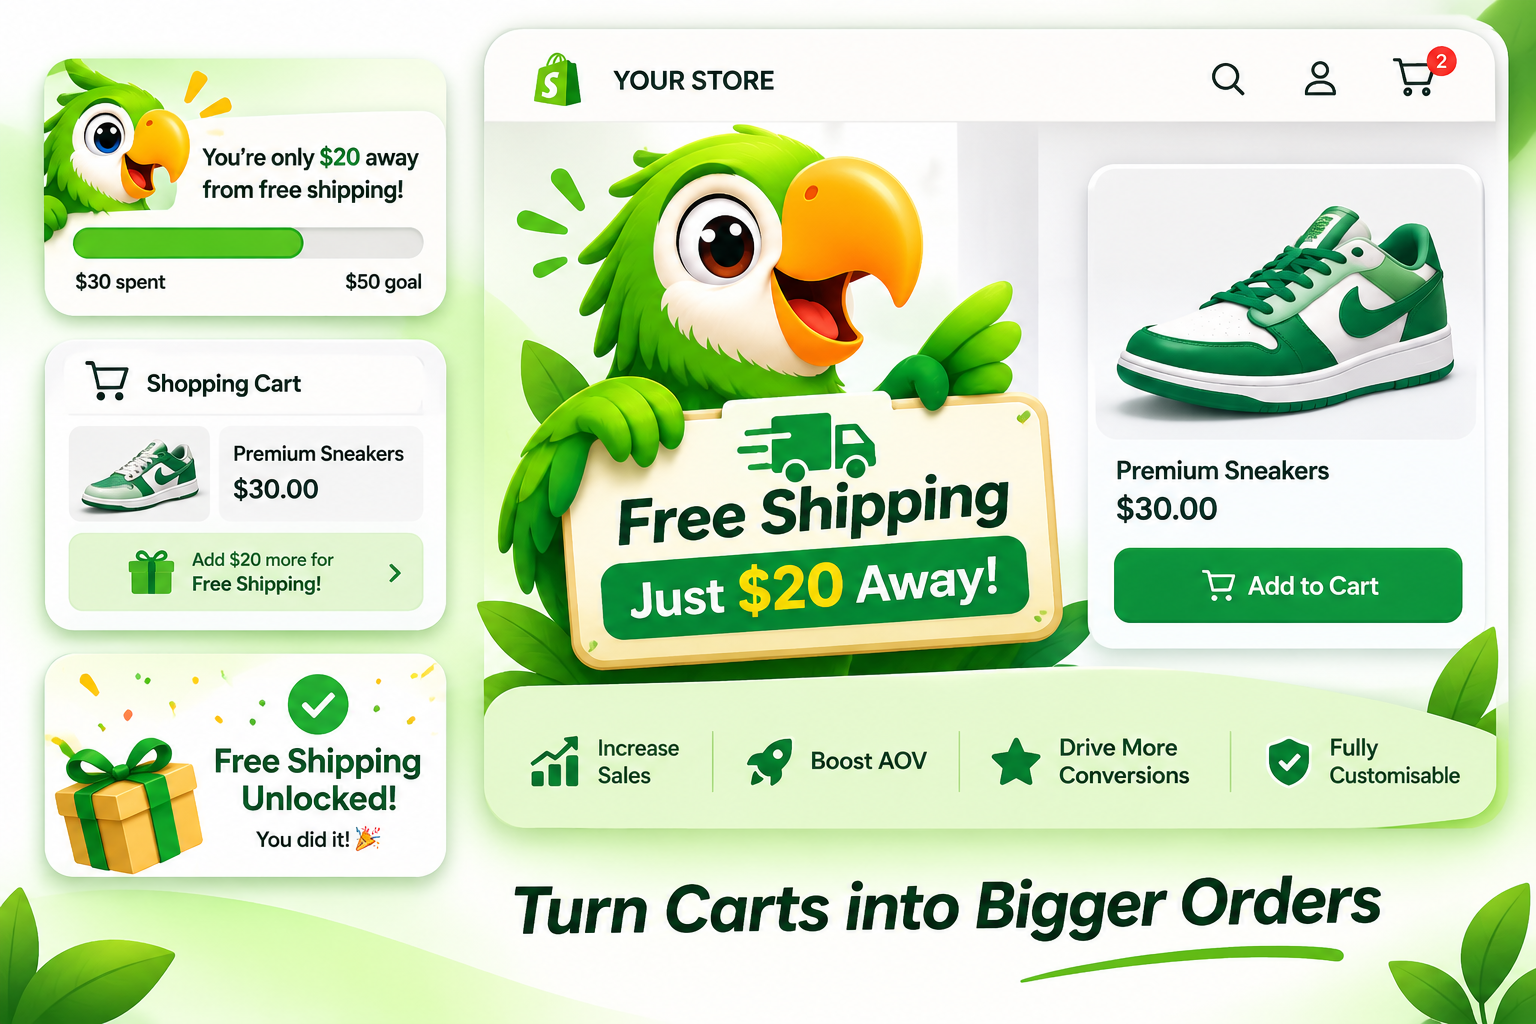 You're only $20 away
from free shipping!
$30 spent
$50 goal
Shopping Cart
Premium Sneakers
$30.00
Add $20 more for
Free Shipping!
Free Shipping
Unlocked!
You did it! 🎉
S
YOUR STORE
2
Free Shipping
Just $20 Away!
Premium Sneakers
$30.00
Add to Cart
Increase
Sales
Boost AOV
Drive More
Conversions
Fully
Customisable
Turn Carts into Bigger Orders